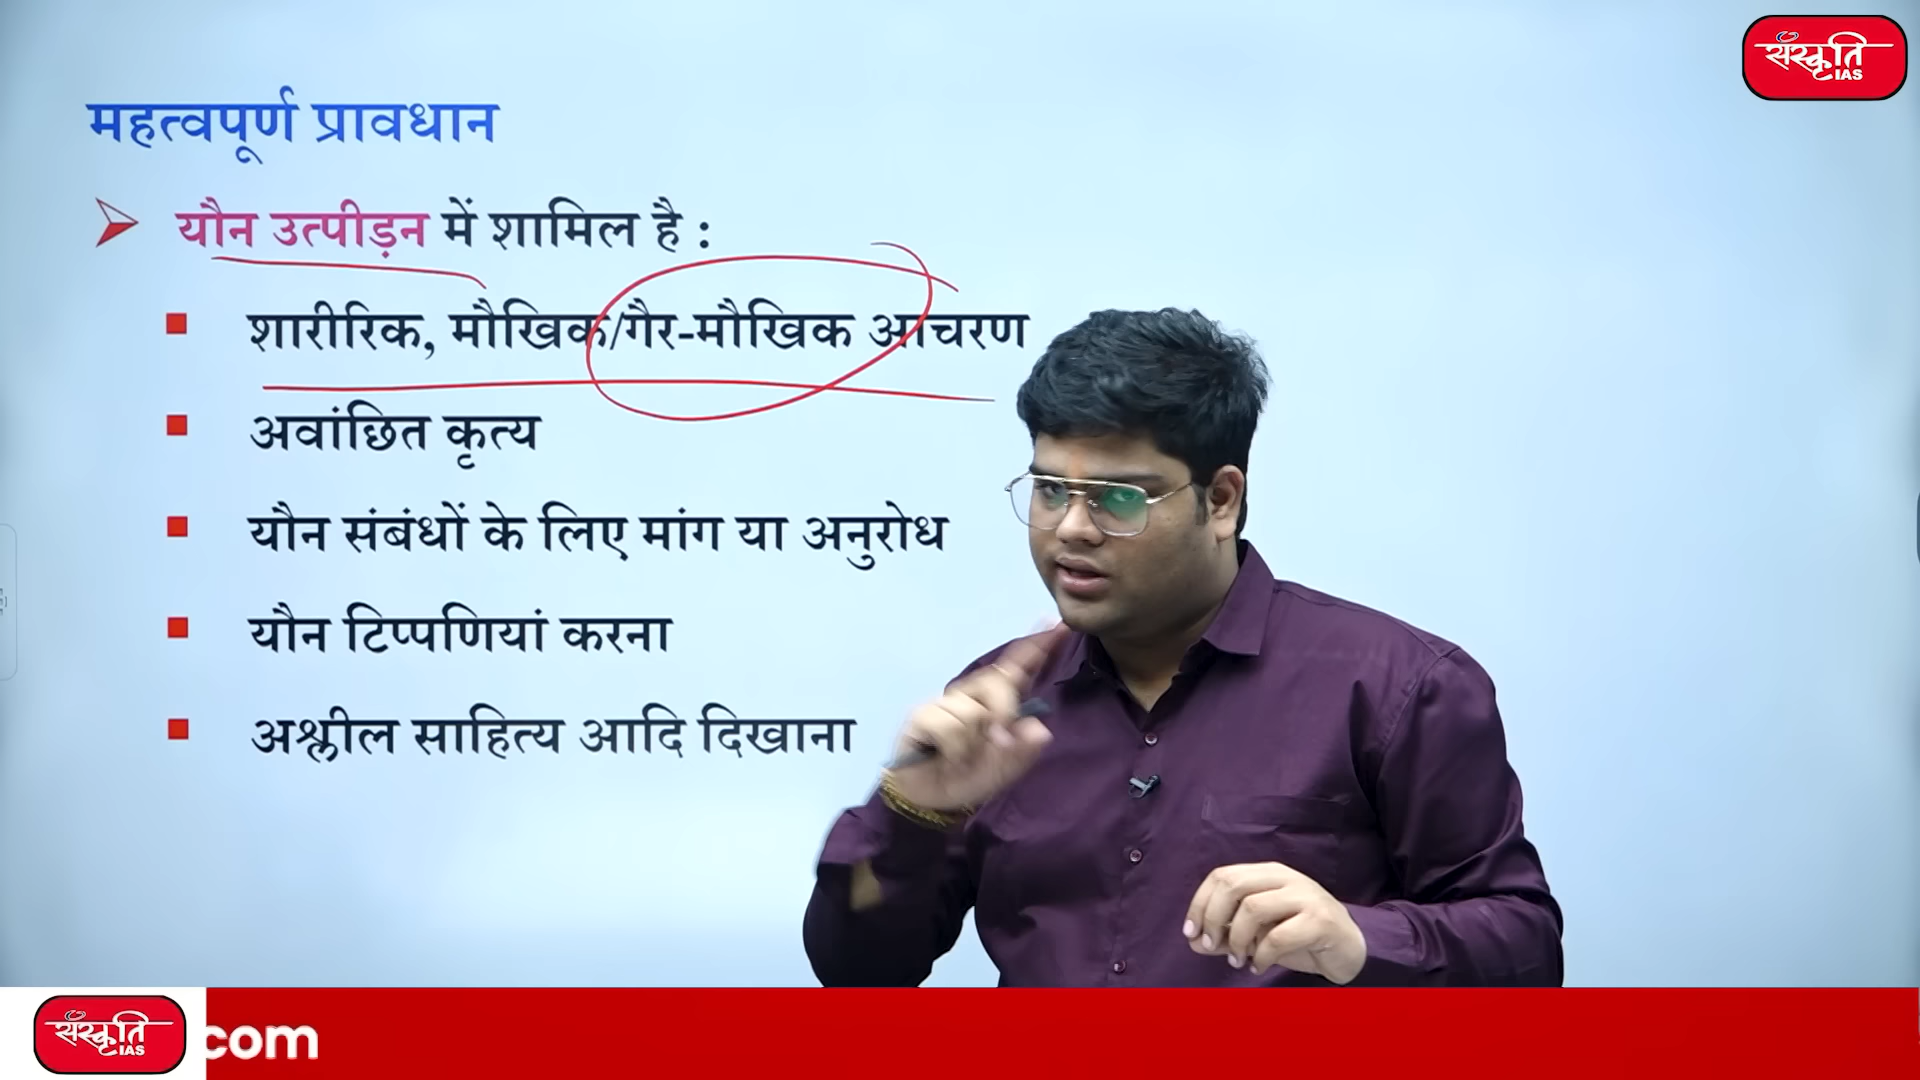 संस्कृति
IAS
महत्वपूर्ण प्रावधान
यौन उत्पीड़न में शामिल है :
शारीरिक, मौखिक/गैर-मौखिक आचरण
अवांछित कृत्य
यौन संबंधों के लिए मांग या अनुरोध
यौन टिप्पणियां करना
अश्लील साहित्य आदि दिखाना
संस्कृति
IAS
.com